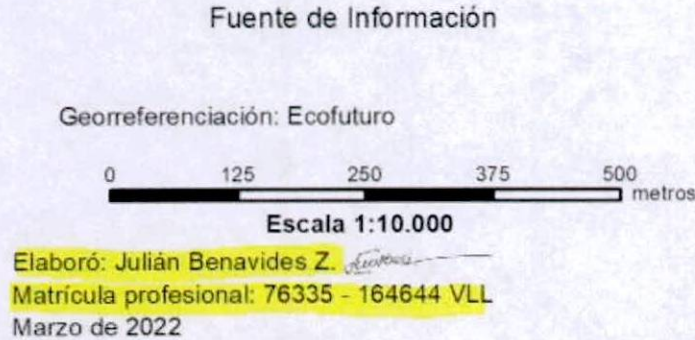 Fuente de Información
Georreferenciación: Ecofuturo
0 125 250 375 500
metros
Escala 1:10.000
Elaboró: Julián Benavides Z.
Matrícula profesional: 76335 - 164644 VLL
Marzo de 2022